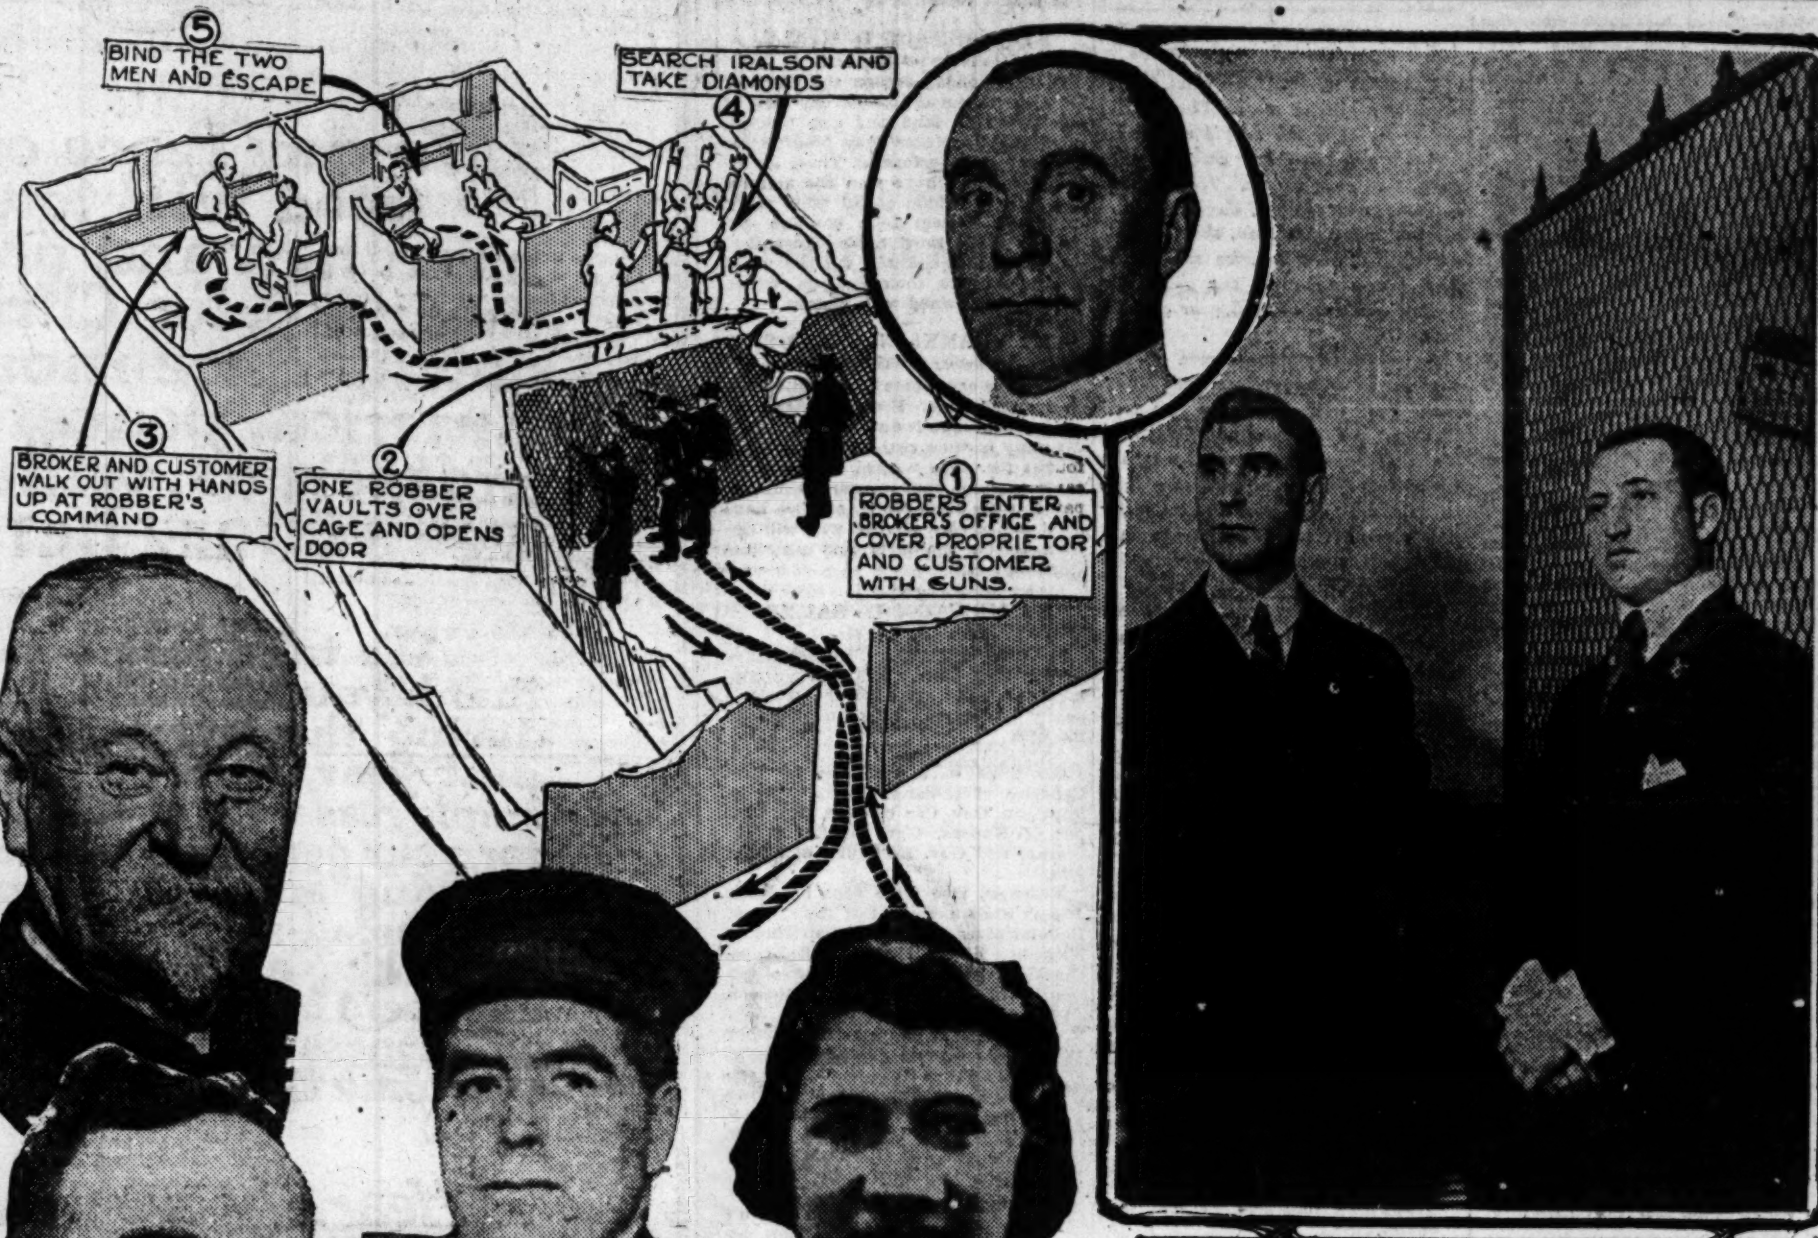 5
BIND THE TWO
MEN AND ESCAPE
SEARCH IRALSON AND
TAKE DIAMONDS
4
3
BROKER AND CUSTOMER
WALK OUT WITH HANDS
UP AT ROBBER'S
COMMAND
2
ONE ROBBER
VAULTS OVER
CAGE AND OPENS
DOOR
1
ROBBERS ENTER
BROKER'S OFFICE AND
COVER PROPRIETOR
AND CUSTOMER
WITH GUNS.